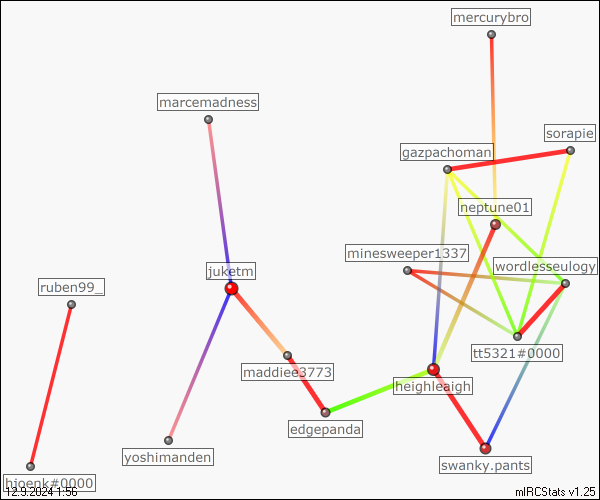 mercurybro
marcemadness
sorapie
gazpachoman
neptune01
minesweeper1337
wordlesseulogy
juketm
ruben99_
tt5321#0000
maddiee3773
heighleaigh
edgepanda
yoshimanden
swanky.pants
hioenk#0000
12.9.2024 1:56
mIRCStats v1.25